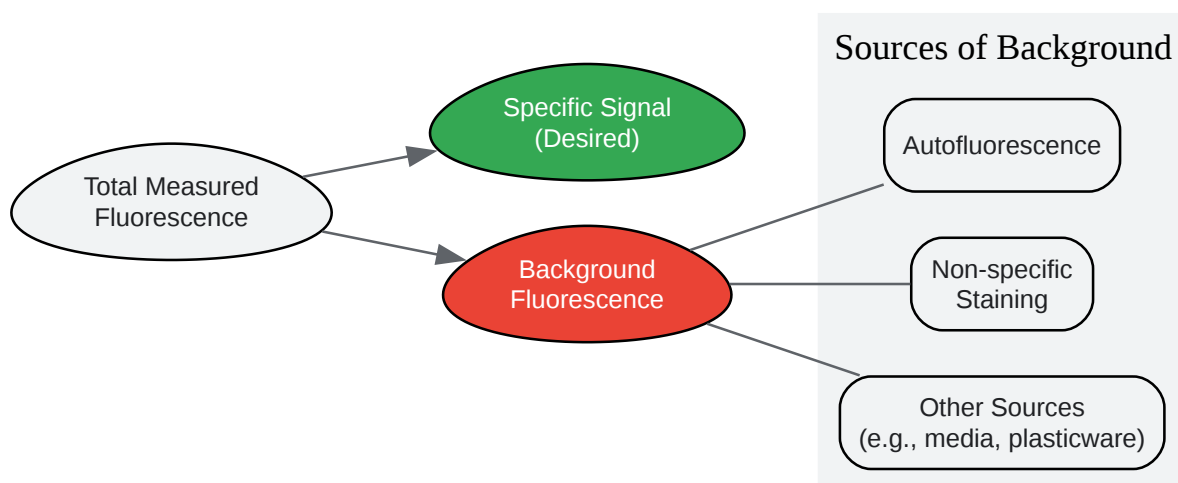 Total Measured
Fluorescence
Specific Signal
(Desired)
Background
Fluorescence
Sources of Background
Autofluorescence
Non-specific
Staining
Other Sources
(e.g., media, plasticware)